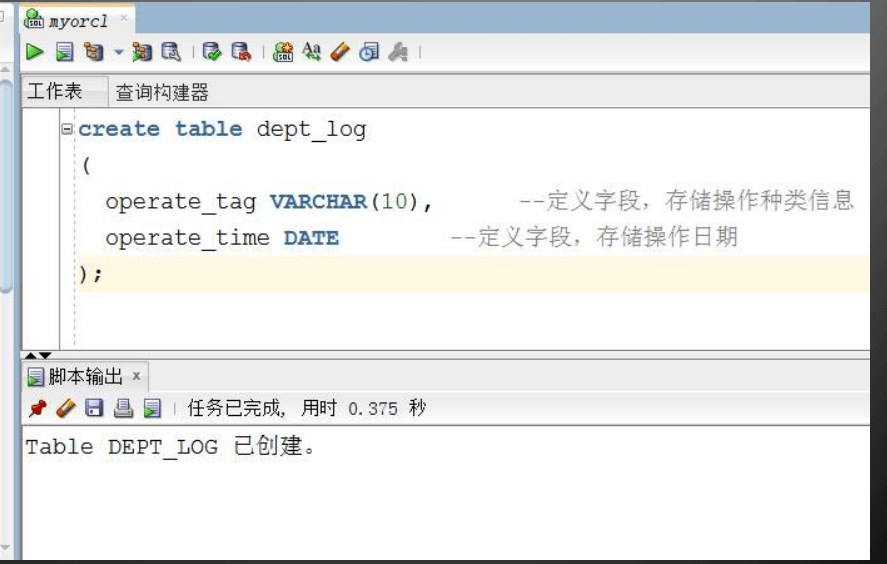 myorcl
工作表 查询构建器
create table dept_log
(
operate_tag VARCHAR(10), --定义字段，存储操作种类信息
operate_time DATE --定义字段，存储操作日期
);
脚本输出
任务已完成, 用时 0.375 秒
Table DEPT_LOG 已创建。